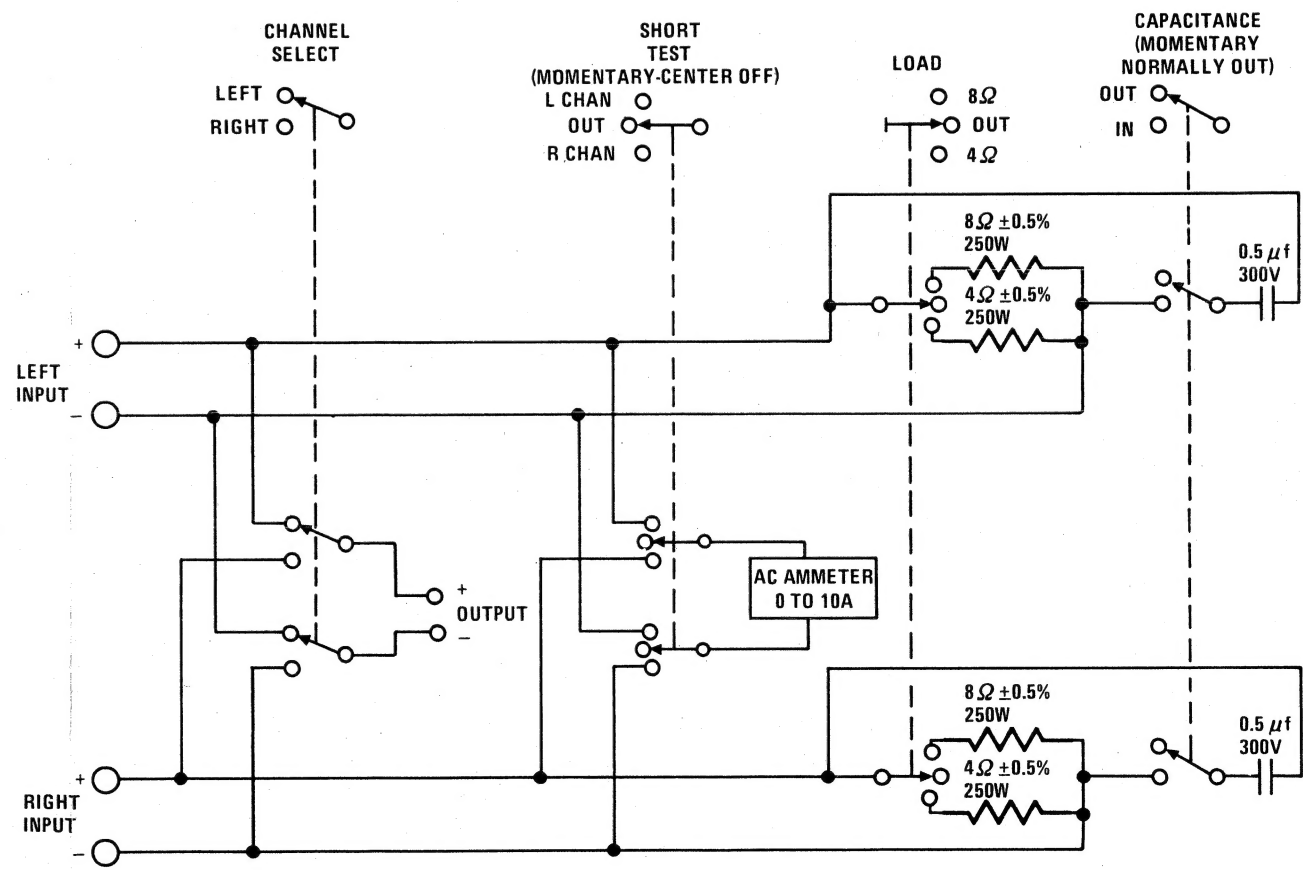 CHANNEL
SELECT
LEFT
RIGHT
SHORT
TEST
(MOMENTARY-CENTER OFF)
L CHAN
OUT
R CHAN
LOAD
8Ω
OUT
4Ω
CAPACITANCE
(MOMENTARY
NORMALLY OUT)
OUT
IN
8Ω ±0.5%
250W
4Ω ±0.5%
250W
0.5 μf
300V
+
LEFT
INPUT
–
+
OUTPUT
–
AC AMMETER
0 TO 10A
8Ω ±0.5%
250W
4Ω ±0.5%
250W
0.5 μf
300V
+
RIGHT
INPUT
–